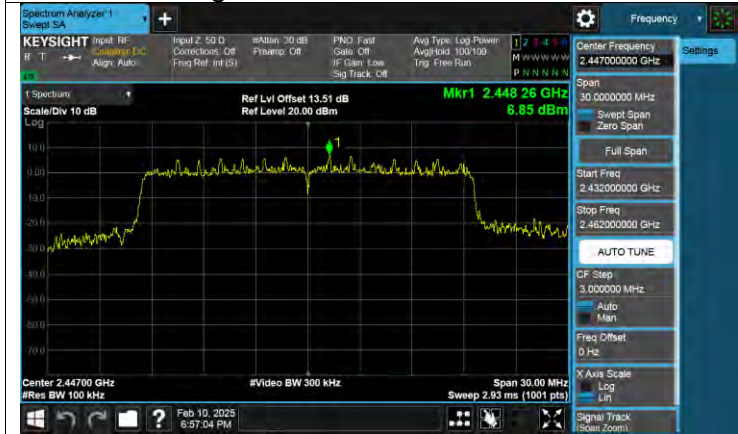 Spectrum Analyzer 1
Swept SA
+
Frequency
KEYSIGHT
R T
Input: RF
Coupling: DC
Align: Auto
Input Z: 50 Ω
Corrections: Off
Freq Ref: Int (S)
#Atten: 30 dB
Preamp: Off
PNO: Fast
Gate: Off
IF Gain: Low
Sig Track: Off
Avg Type: Log-Power
Avg|Hold: 100/100
Trig: Free Run
1 2 3 4 5 6
M W W W W W
P N N N N N
1 Spectrum
Scale/Div 10 dB
Log
Ref Lvl Offset 13.51 dB
Ref Level 20.00 dBm
Mkr1 2.448 26 GHz
6.85 dBm
1
10.0
0.00
-10.0
-20.0
-30.0
-40.0
-50.0
-60.0
-70.0
Center 2.44700 GHz
#Res BW 100 kHz
#Video BW 300 kHz
Span 30.00 MHz
Sweep 2.93 ms (1001 pts)
Center Frequency
2.447000000 GHz
Settings
Span
30.0000000 MHz
Swept Span
Zero Span
Full Span
Start Freq
2.432000000 GHz
Stop Freq
2.462000000 GHz
AUTO TUNE
CF Step
3.000000 MHz
Auto
Man
Freq Offset
0 Hz
X Axis Scale
Log
Lin
Signal Track
(Span Zoom)
?
Feb 10, 2025
6:57:04 PM